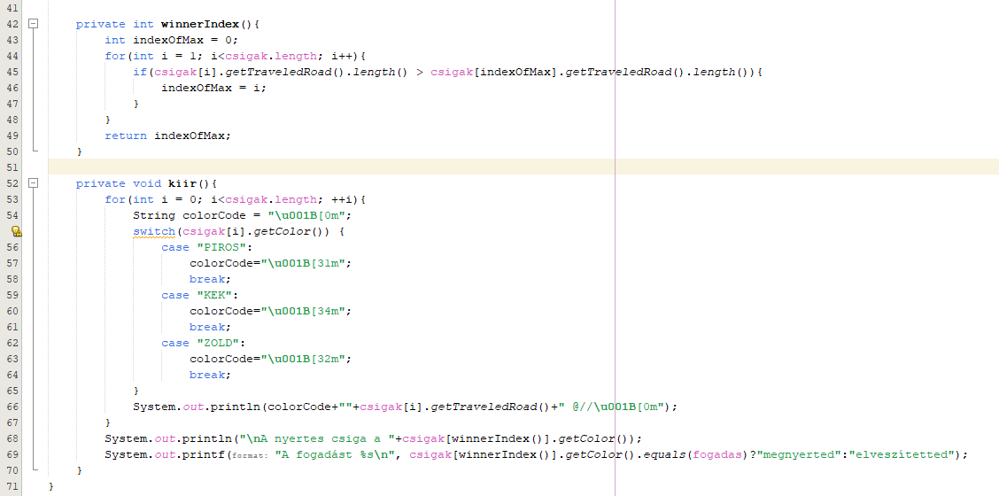 41
42 private int winnerIndex(){
43 int indexOfMax = 0;
44 for(int i = 1; i<csigak.length; i++){
45 if(csigak[i].getTraveledRoad().length() > csigak[indexOfMax].getTraveledRoad().length()){
46 indexOfMax = i;
47 }
48 }
49 return indexOfMax;
50 }
51
52 private void kiir(){
53 for(int i = 0; i<csigak.length; ++i){
54 String colorCode = "\u001B[0m";
switch(csigak[i].getColor()) {
56 case "PIROS":
57 colorCode="\u001B[31m";
58 break;
59 case "KEK":
60 colorCode="\u001B[34m";
61 break;
62 case "ZOLD":
63 colorCode="\u001B[32m";
64 break;
65 }
66 System.out.println(colorCode+""+csigak[i].getTraveledRoad()+" @//\u001B[0m");
67 }
68 System.out.println("\nA nyertes csiga a "+csigak[winnerIndex()].getColor());
69 System.out.printf(format: "A fogadást %s\n", csigak[winnerIndex()].getColor().equals(fogadas)?"megnyerted":"elveszítetted");
70 }
71 }